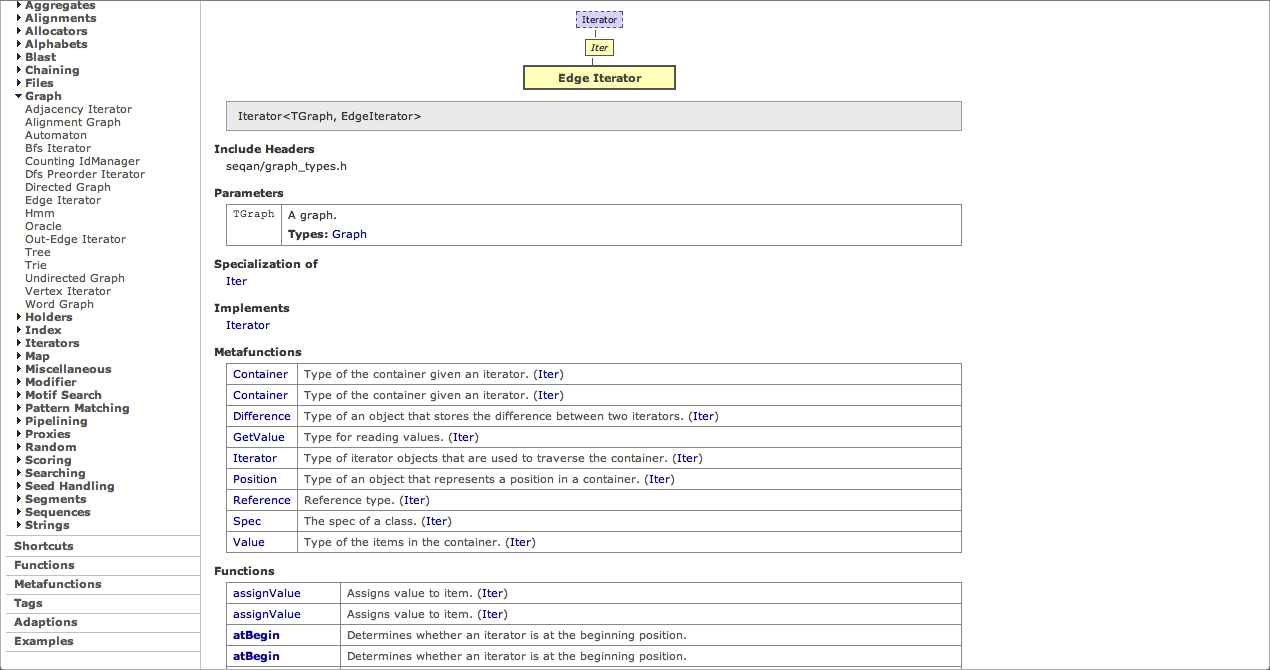 Aggregates
Alignments
Allocators
Alphabets
Blast
Chaining
Files
Graph
Adjacency Iterator
Alignment Graph
Automaton
Bfs Iterator
Counting IdManager
Dfs Preorder Iterator
Directed Graph
Edge Iterator
Hmm
Oracle
Out-Edge Iterator
Tree
Trie
Undirected Graph
Vertex Iterator
Word Graph
Holders
Index
Iterators
Map
Miscellaneous
Modifier
Motif Search
Pattern Matching
Pipelining
Proxies
Random
Scoring
Searching
Seed Handling
Segments
Sequences
Strings
Shortcuts
Functions
Metafunctions
Tags
Adaptions
Examples
Iterator
Iter
Edge Iterator
Iterator<TGraph, EdgeIterator>
Include Headers
seqan/graph_types.h
Parameters
TGraph A graph.
Types: Graph
Specialization of
Iter
Implements
Iterator
Metafunctions
Container Type of the container given an iterator. (Iter)
Container Type of the container given an iterator. (Iter)
Difference Type of an object that stores the difference between two iterators. (Iter)
GetValue Type for reading values. (Iter)
Iterator Type of iterator objects that are used to traverse the container. (Iter)
Position Type of an object that represents a position in a container. (Iter)
Reference Reference type. (Iter)
Spec The spec of a class. (Iter)
Value Type of the items in the container. (Iter)
Functions
assignValue Assigns value to item. (Iter)
assignValue Assigns value to item. (Iter)
atBegin Determines whether an iterator is at the beginning position.
atBegin Determines whether an iterator is at the beginning position.